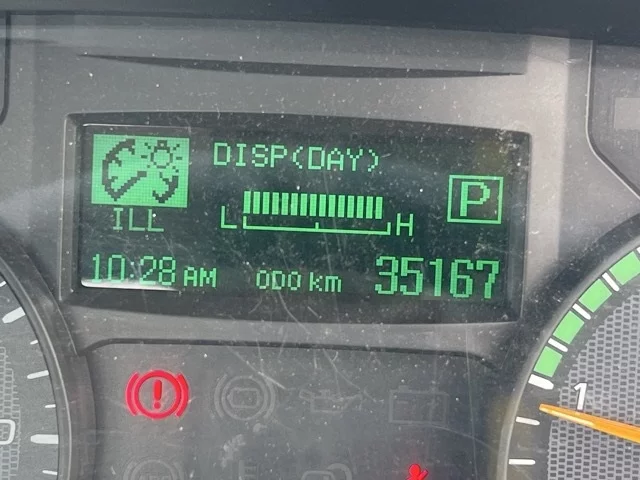 DISP(DAY)
ILL
L H
P
10:28 AM
ODO km
35167
1